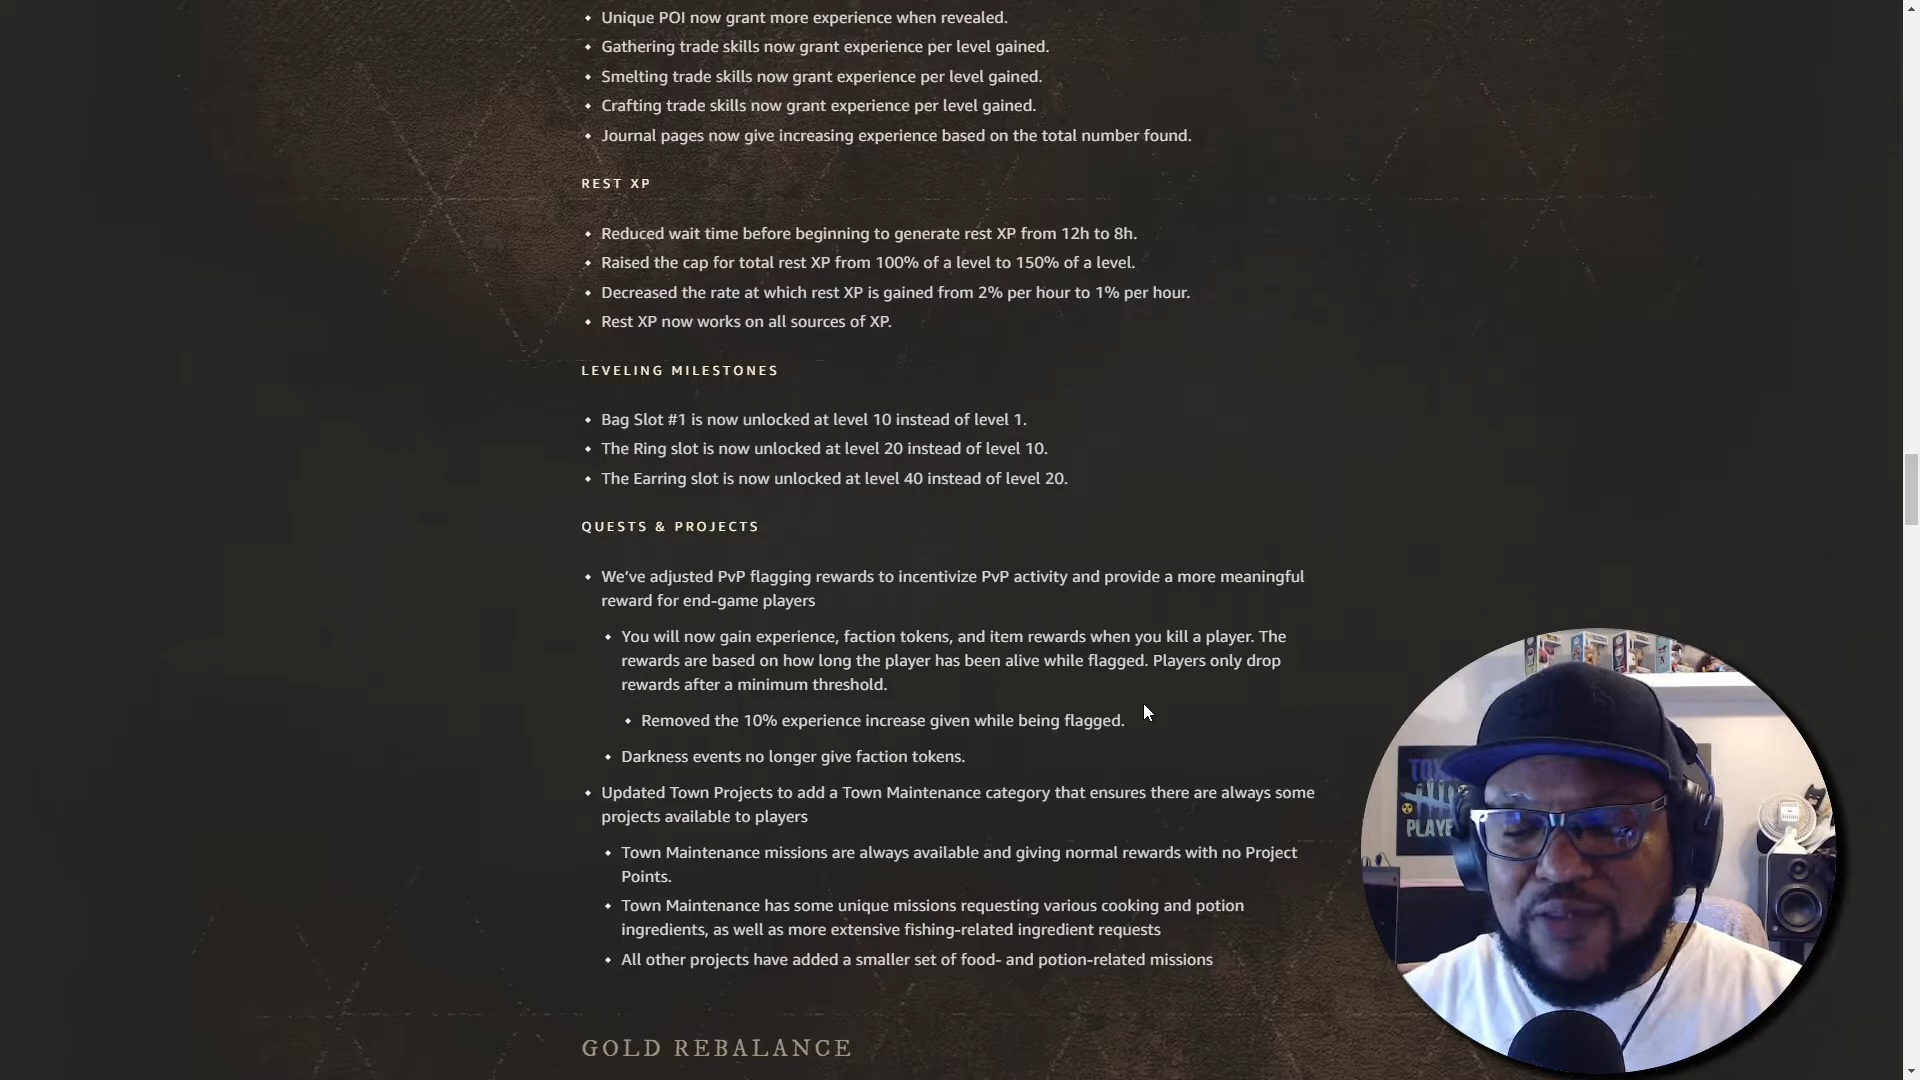 Unique POI now grant more experience when revealed.
Gathering trade skills now grant experience per level gained.
Smelting trade skills now grant experience per level gained.
Crafting trade skills now grant experience per level gained.
Journal pages now give increasing experience based on the total number found.
REST XP
Reduced wait time before beginning to generate rest XP from 12h to 8h.
Raised the cap for total rest XP from 100% of a level to 150% of a level.
Decreased the rate at which rest XP is gained from 2% per hour to 1% per hour.
Rest XP now works on all sources of XP.
LEVELING MILESTONES
Bag Slot #1 is now unlocked at level 10 instead of level 1.
The Ring slot is now unlocked at level 20 instead of level 10.
The Earring slot is now unlocked at level 40 instead of level 20.
QUESTS & PROJECTS
We’ve adjusted PvP flagging rewards to incentivize PvP activity and provide a more meaningful
reward for end-game players
You will now gain experience, faction tokens, and item rewards when you kill a player. The
rewards are based on how long the player has been alive while flagged. Players only drop
rewards after a minimum threshold.
Removed the 10% experience increase given while being flagged.
Darkness events no longer give faction tokens.
Updated Town Projects to add a Town Maintenance category that ensures there are always some
projects available to players
Town Maintenance missions are always available and giving normal rewards with no Project
Points.
Town Maintenance has some unique missions requesting various cooking and potion
ingredients, as well as more extensive fishing-related ingredient requests
All other projects have added a smaller set of food- and potion-related missions
GOLD REBALANCE